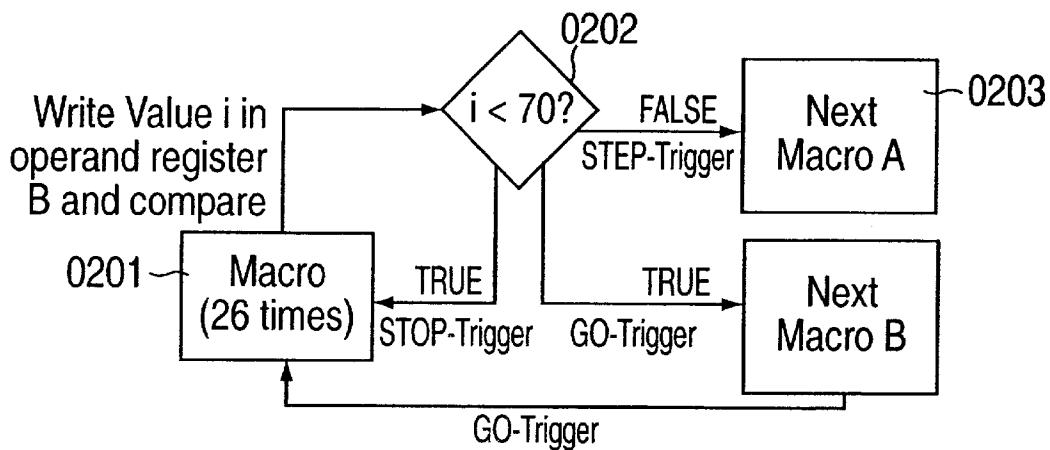 0202
Write Value i in
operand register
B and compare
i < 70?
FALSE
STEP-Trigger
Next
Macro A
0203
0201
Macro
(26 times)
TRUE
STOP-Trigger
TRUE
GO-Trigger
Next
Macro B
GO-Trigger